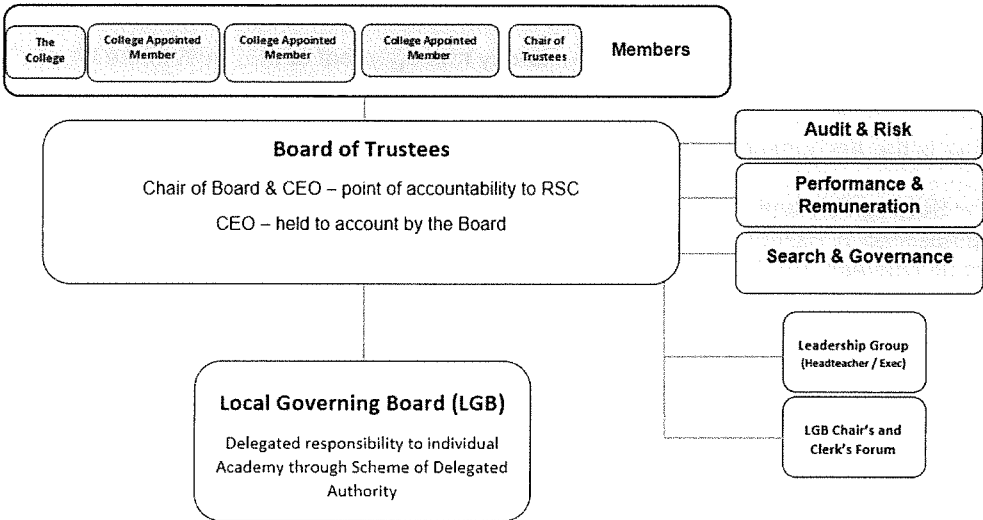 The
College
College Appointed
Member
College Appointed
Member
College Appointed
Member
Chair of
Trustees
Members
Board of Trustees
Chair of Board & CEO – point of accountability to RSC
CEO – held to account by the Board
Audit & Risk
Performance &
Remuneration
Search & Governance
Leadership Group
(Headteacher / Exec)
LGB Chair's and
Clerk's Forum
Local Governing Board (LGB)
Delegated responsibility to individual
Academy through Scheme of Delegated
Authority